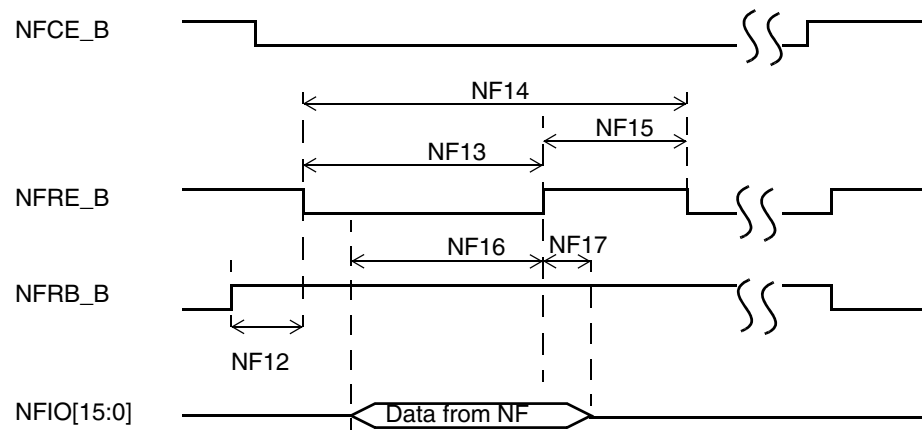 NFCE_B
NF14
NF15
NF13
NFRE_B
NF16
NF17
NFRB_B
NF12
NFIO[15:0]
Data from NF